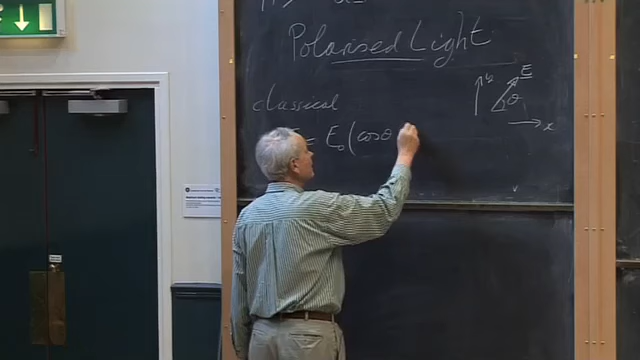 Polarised Light
y
E
θ
x
classical
= E₀(cosθ